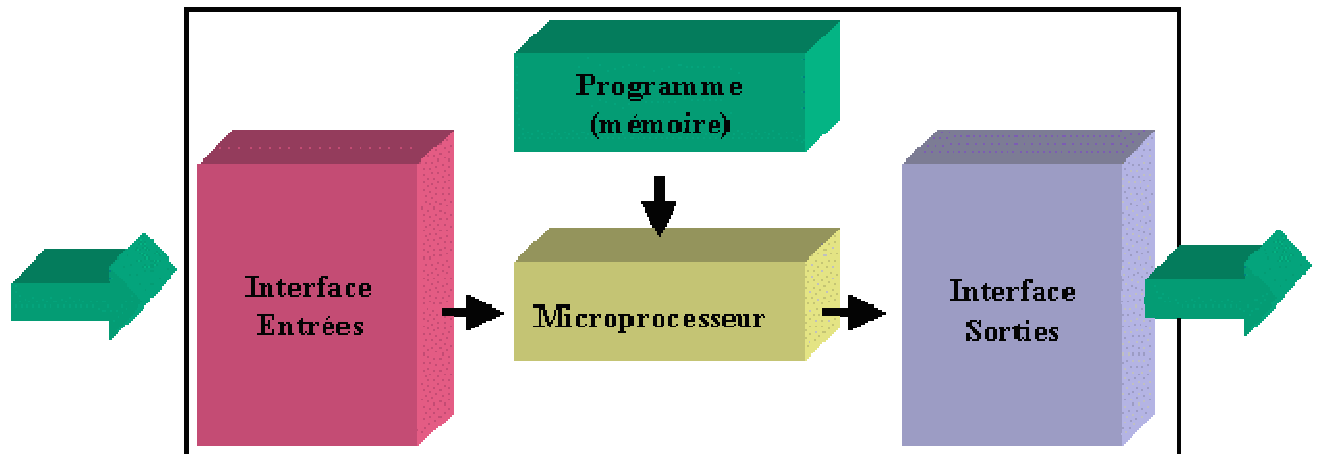 Programme
(mémoire)
Interface
Entrées
Microprocesseur
Interface
Sorties